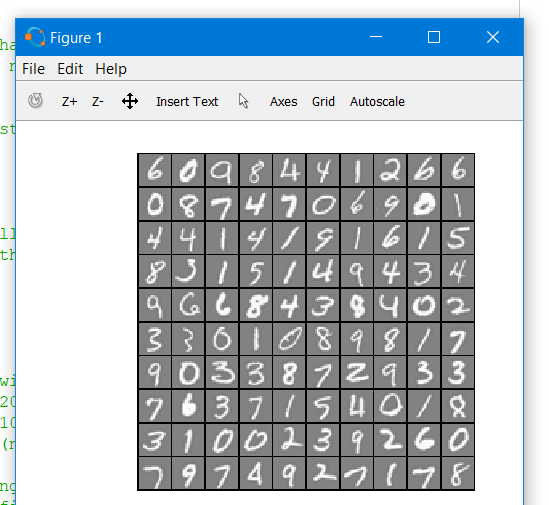 Figure 1
File Edit Help
Z+ Z- Insert Text Axes Grid Autoscale
6 0 9 8 4 4 1 2 6 6
0 8 7 4 7 0 6 9 0 1
4 4 1 4 1 9 1 6 1 5
8 3 1 5 1 4 9 4 3 4
9 6 6 8 4 3 8 4 0 2
3 3 0 1 0 8 9 8 1 7
9 0 3 3 8 7 2 9 3 3
7 6 3 7 1 5 4 0 1 8
3 1 0 0 2 3 9 2 6 0
7 9 7 4 9 2 7 1 7 8